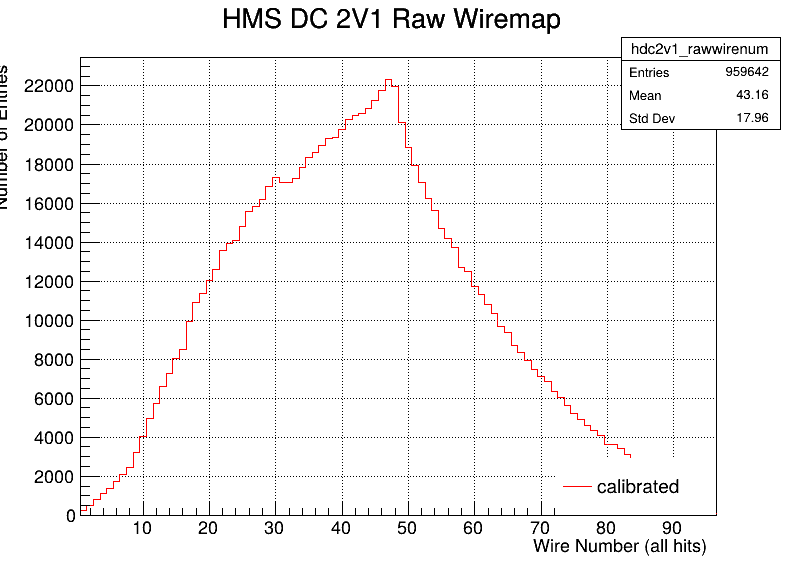 HMS DC 2V1 Raw Wiremap
hdc2v1_rawwirenum
Entries 959642
Mean 43.16
Std Dev 17.96
Number of Entries
22000
20000
18000
16000
14000
12000
10000
8000
6000
4000
2000
0
calibrated
10 20 30 40 50 60 70 80 90
Wire Number (all hits)